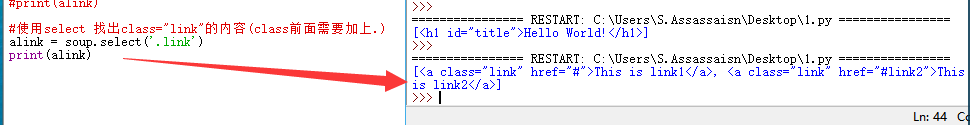 #print(alink)
#使用select 找出class="link"的内容(class前面需要加上.)
alink = soup.select('.link')
print(alink)
>>>
=============== RESTART: C:\Users\S.Assassaisn\Desktop\1.py ===============
[<h1 id="title">Hello World!</h1>]
>>>
=============== RESTART: C:\Users\S.Assassaisn\Desktop\1.py ===============
[<a class="link" href="#">This is link1</a>, <a class="link" href="#link2">This
is link2</a>]
>>>
Ln: 44